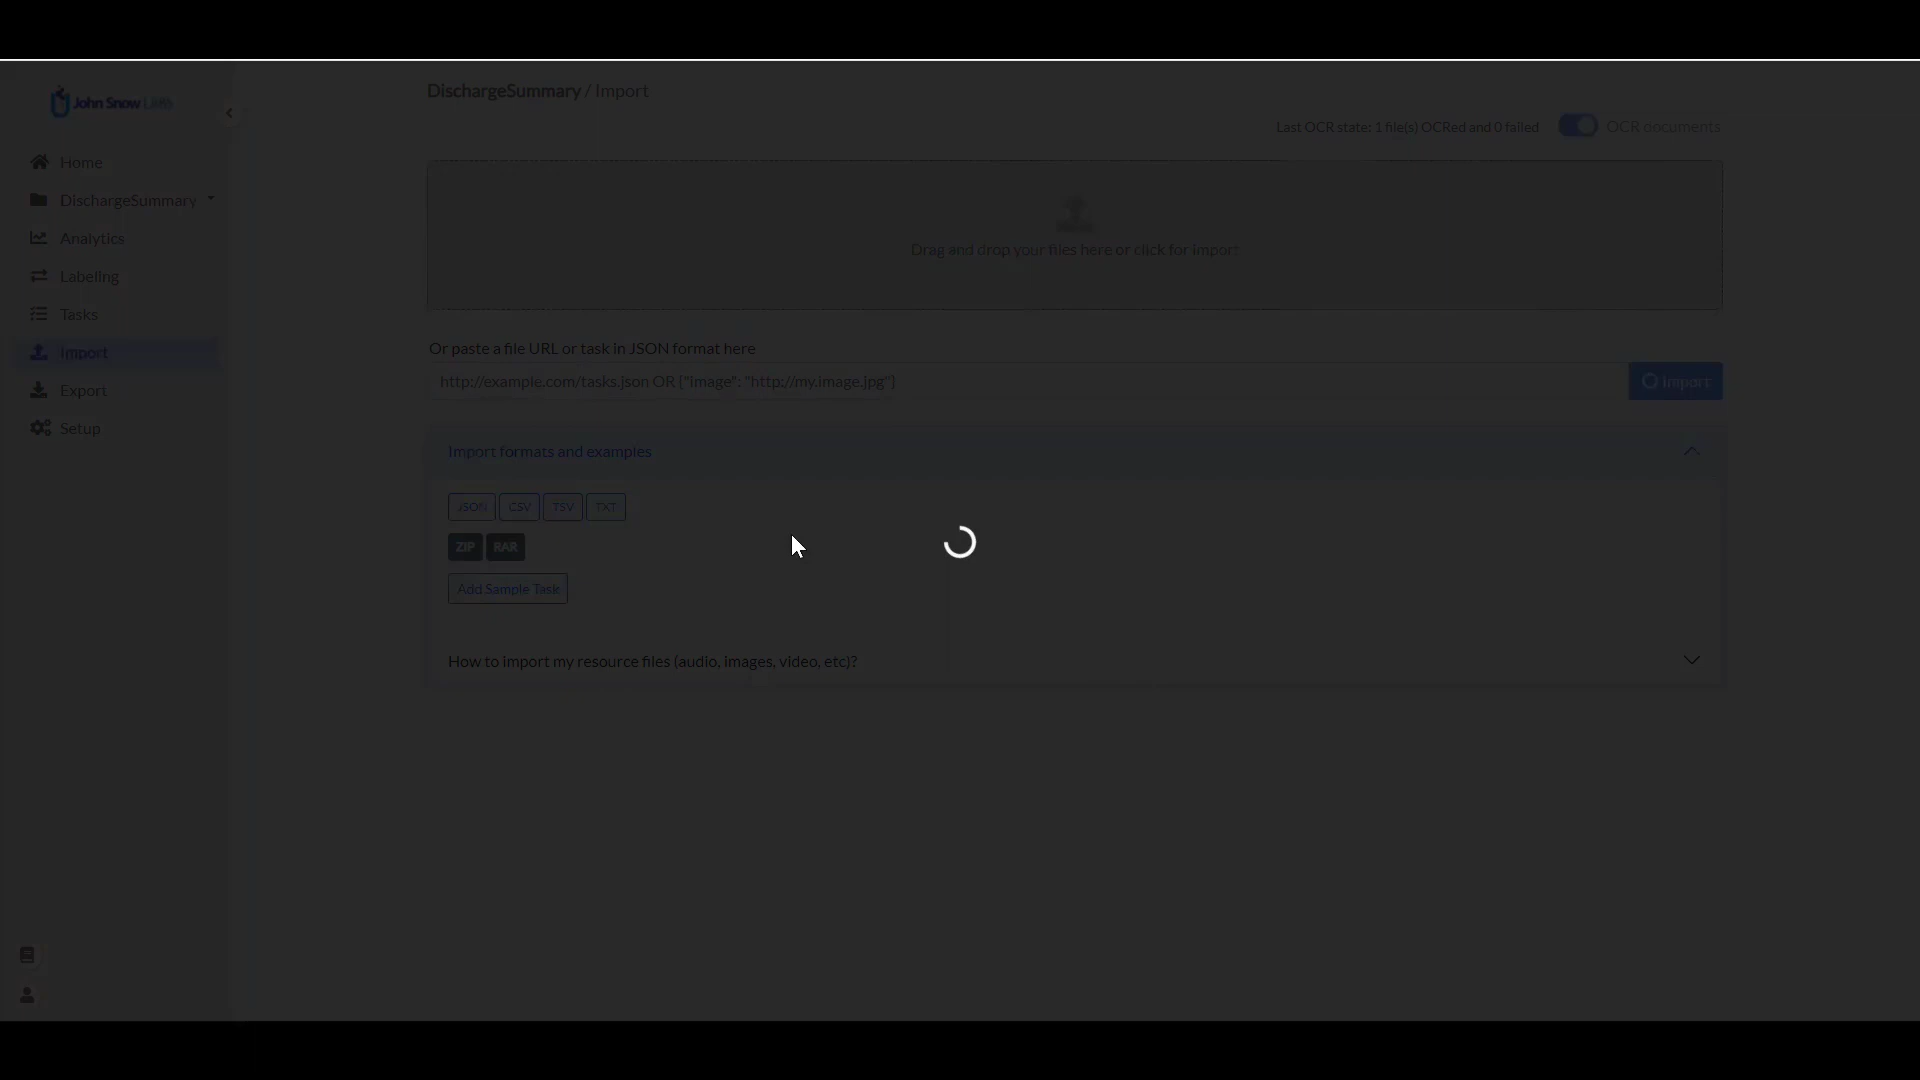 John Snow LABS
DischargeSummary / Import
Last OCR state: 1 file(s) OCRed and 0 failed
OCR documents
Home
DischargeSummary
Analytics
Labeling
Tasks
Import
Export
Setup
Drag and drop your files here or click for import
Or paste a file URL or task in JSON format here
http://example.com/tasks.json OR {"image": "http://my.image.jpg"}
Import
Import formats and examples
JSON CSV TSV TXT
ZIP RAR
Add Sample Task
How to import my resource files (audio, images, video, etc)?